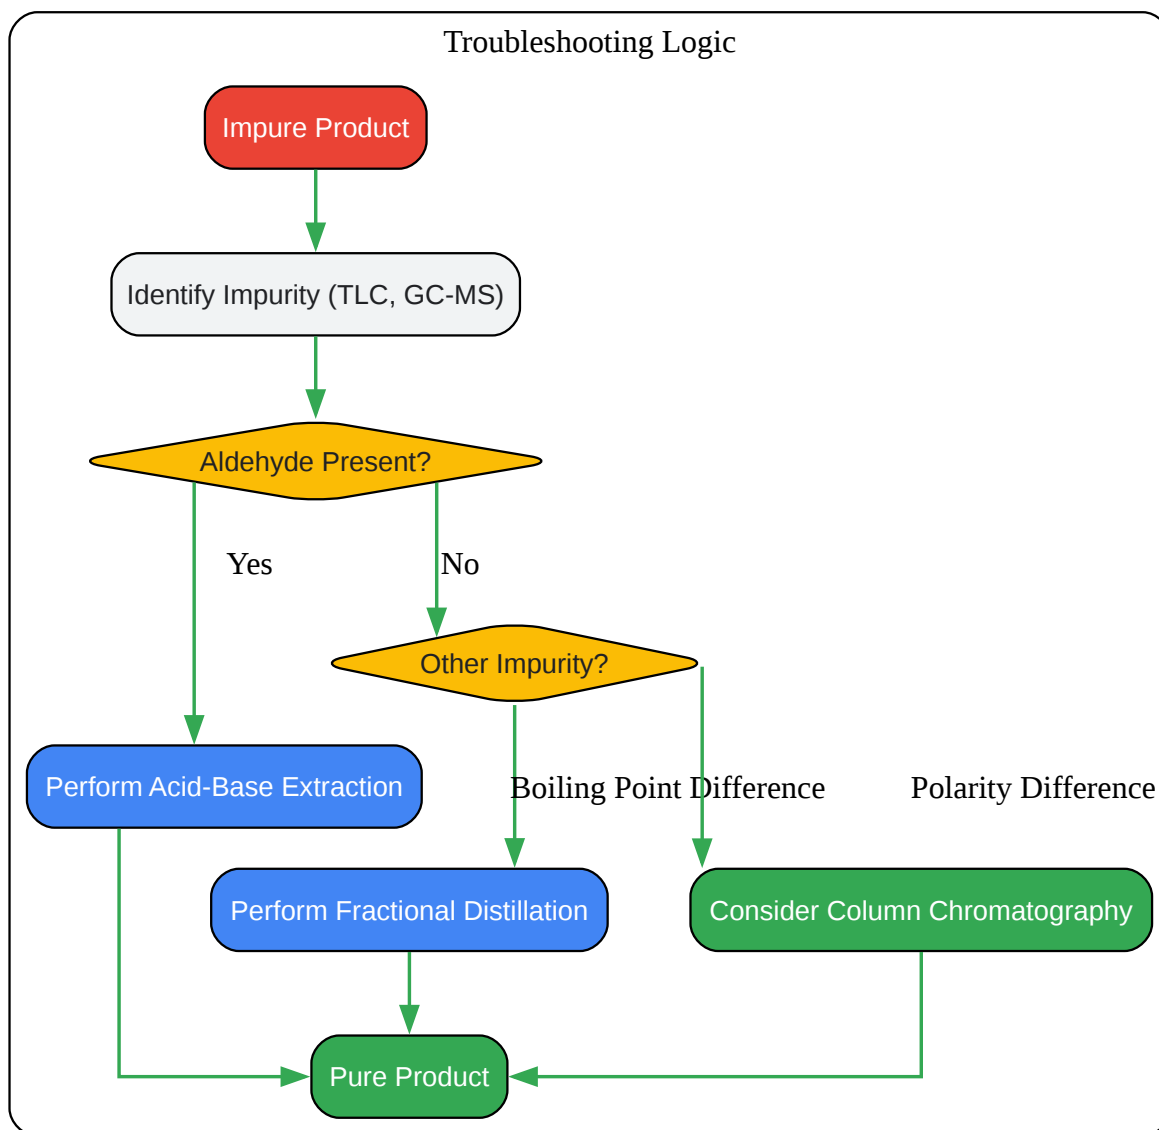 Troubleshooting Logic
Impure Product
Identify Impurity (TLC, GC-MS)
Aldehyde Present?
Yes
No
Other Impurity?
Perform Acid-Base Extraction
Boiling Point Difference
Polarity Difference
Perform Fractional Distillation
Consider Column Chromatography
Pure Product